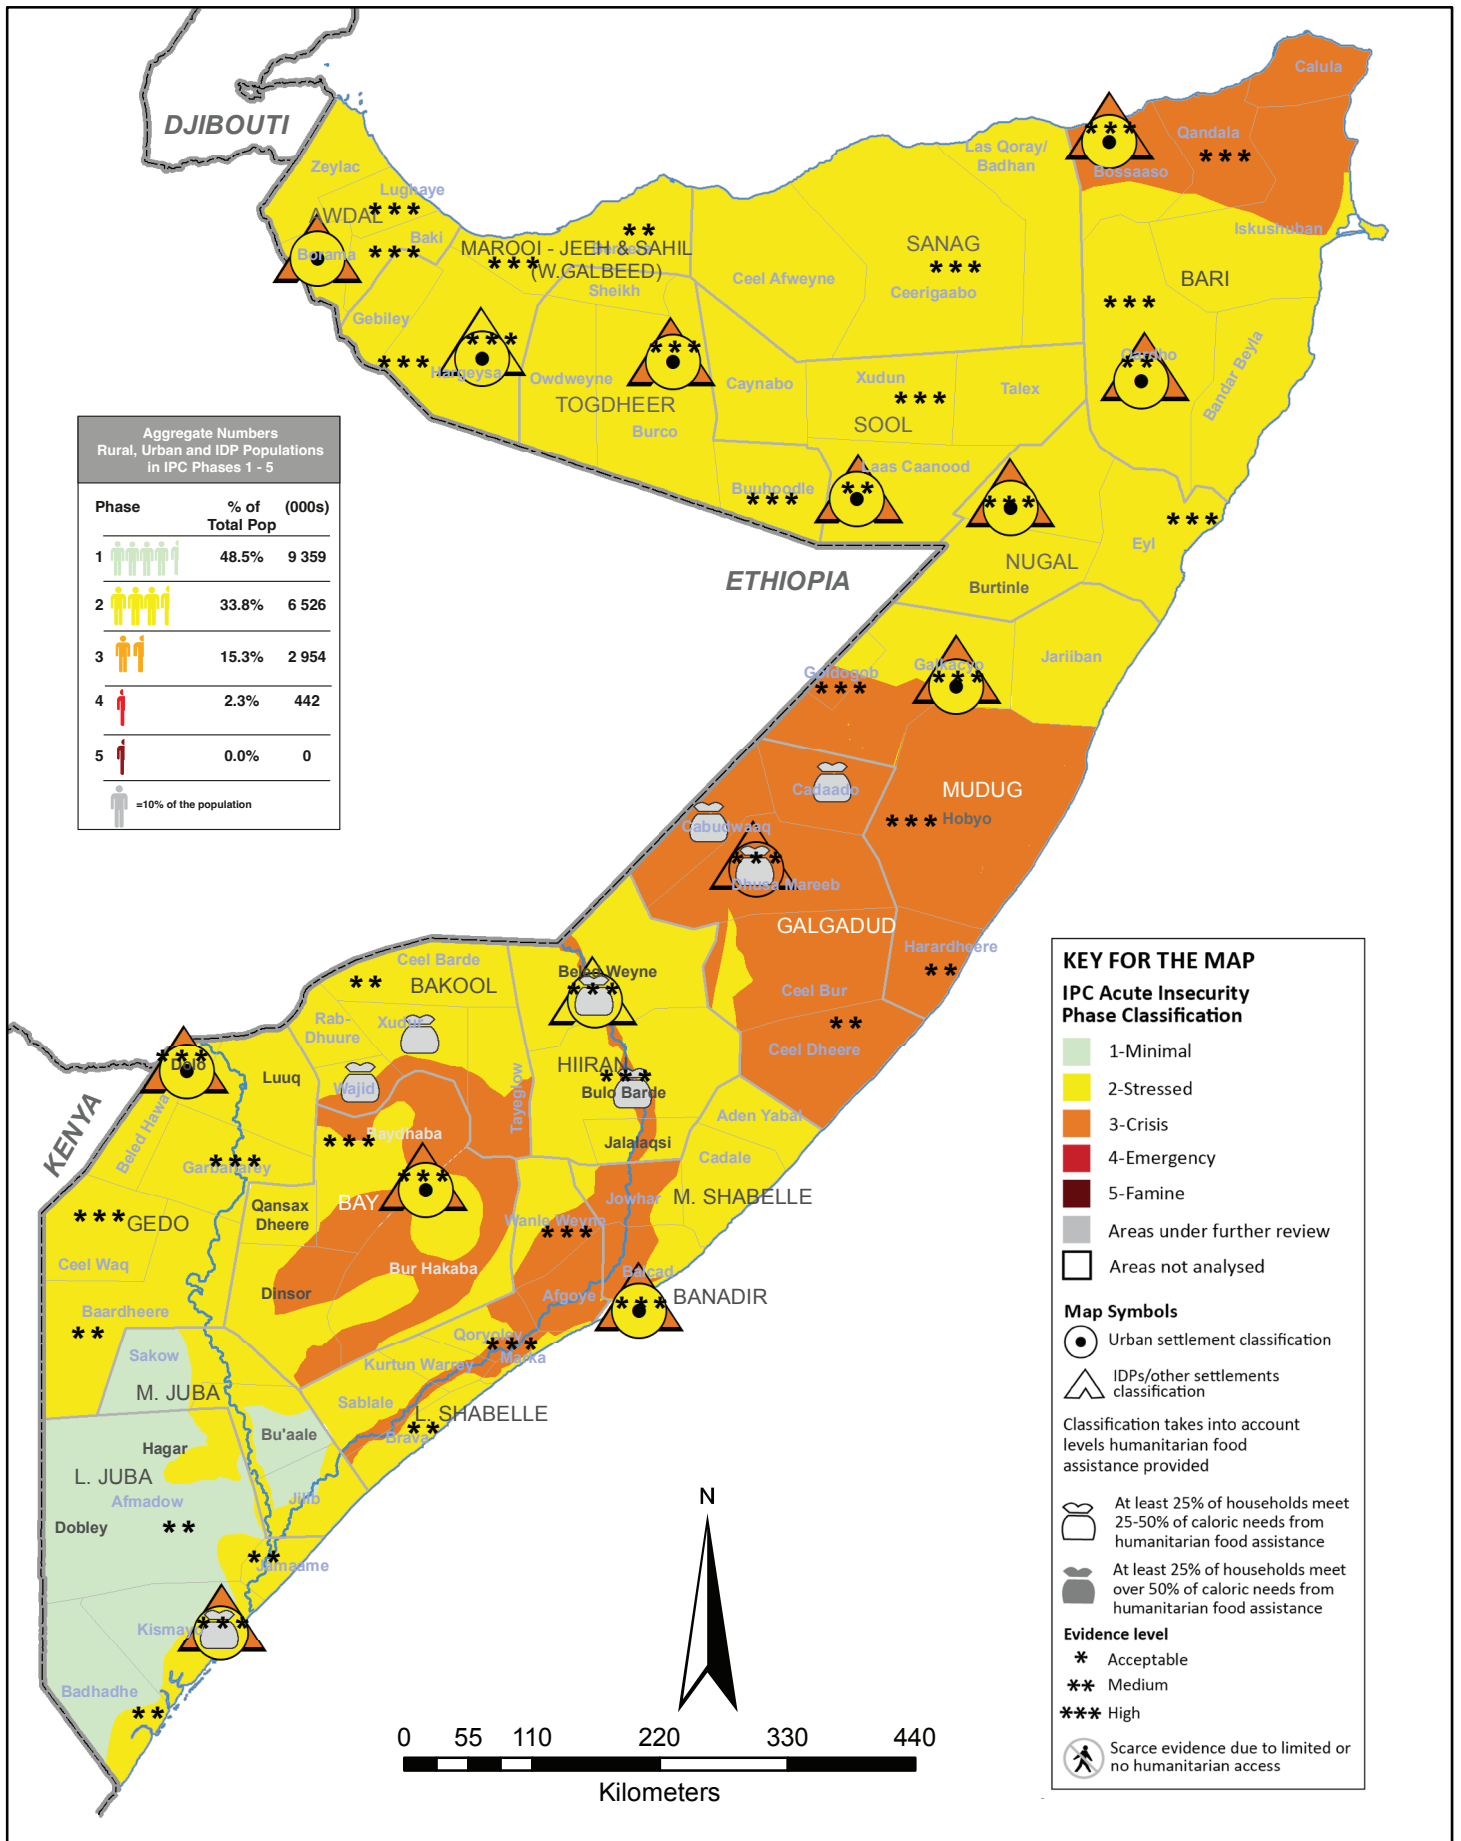 DJIBOUTI
Calula
Qandala
***
***
Bossaaso
Las Qoray/
Badhan
Zeylac
Lughaye
***
AWDAL
Baki
***
Borama
**
MAROOI - JEEH & SAHIL
***
(W.GALBEED)
Sheikh
SANAG
***
Ceel Afweyne
Ceerigaabo
Iskushuban
BARI
***
Gebiley
***
***
Hargeysa
***
Owdweyne
TOGDHEER
Burco
Caynabo
Xudun
***
Talex
SOOL
Qardho
**
Bandar Beyla
Laas Caanood
**
Buuhoodle
***
***
***
Eyl
NUGAL
Burtinle
ETHIOPIA
Aggregate Numbers
Rural, Urban and IDP Populations
in IPC Phases 1 - 5
Phase % of (000s)
Total Pop
1 48.5% 9 359
2 33.8% 6 526
3 15.3% 2 954
4 2.3% 442
5 0.0% 0
=10% of the population
Goldogob
***
Galkacyo
***
Jariiban
MUDUG
*** Hobyo
Cadaado
Cabudwaaq
***
Dhusa Mareeb
GALGADUD
Harardheere
**
Ceel Bur
**
Ceel Dheere
Ceel Barde
**
BAKOOL
Beled Weyne
***
Rab-
Dhuure
Xudur
Wajid
HIIRAN
***
Bulo Barde
Jalalaqsi
Tayeglow
Aden Yabal
Cadale
M. SHABELLE
Jowhar
KENYA
***
Dolo
Luuq
Beled Hawa
***
Garbaharey
***
GEDO
Ceel Waq
Baardheere
**
Baydhaba
***
***
BAY
Qansax
Dheere
Bur Hakaba
Dinsor
Wanle Weyne
***
Balcad
***
BANADIR
Afgoye
Qoryoley
***
Marka
Kurtun Warrey
Sablale
L. SHABELLE
**
Brava
Sakow
M. JUBA
Bu'aale
Hagar
L. JUBA
Afmadow
Dobley
**
Jilib
**
Jamaame
***
Kismayo
Badhadhe
**
N
0 55 110 220 330 440
Kilometers
KEY FOR THE MAP
IPC Acute Insecurity
Phase Classification
1-Minimal
2-Stressed
3-Crisis
4-Emergency
5-Famine
Areas under further review
Areas not analysed
Map Symbols
Urban settlement classification
IDPs/other settlements
classification
Classification takes into account
levels humanitarian food
assistance provided
At least 25% of households meet
25-50% of caloric needs from
humanitarian food assistance
At least 25% of households meet
over 50% of caloric needs from
humanitarian food assistance
Evidence level
* Acceptable
** Medium
*** High
Scarce evidence due to limited or
no humanitarian access